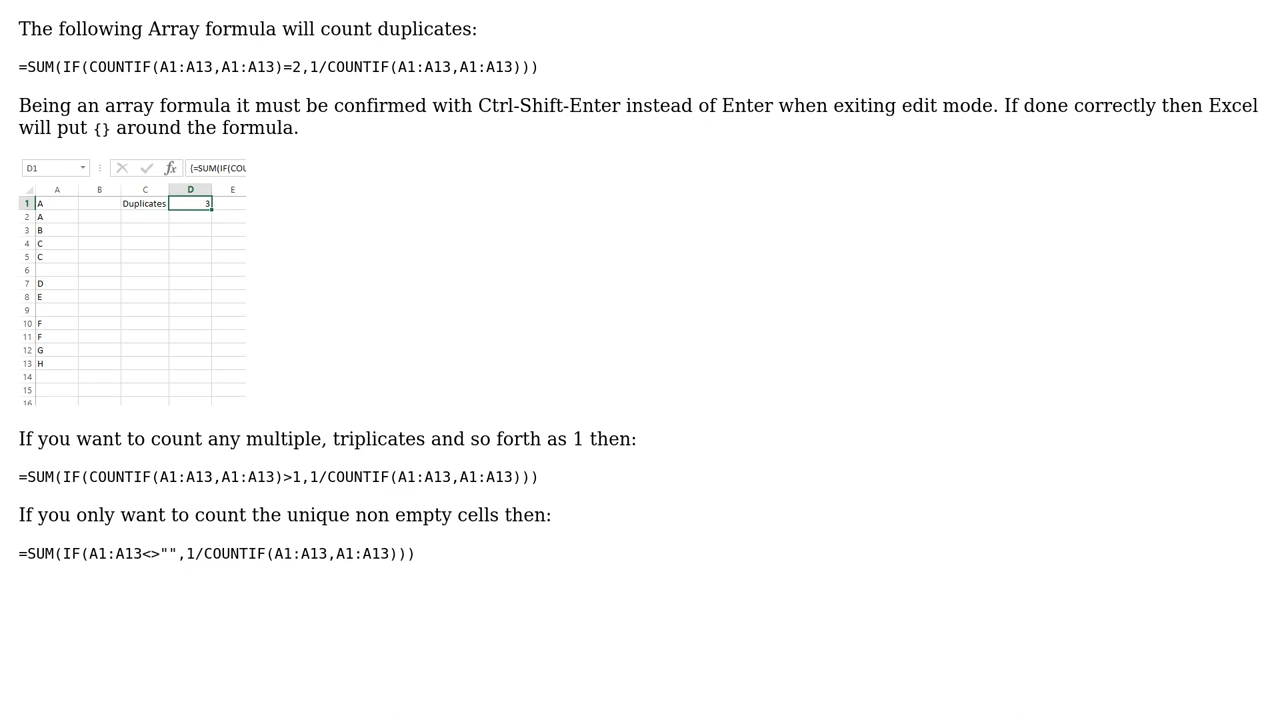 The following Array formula will count duplicates:
=SUM(IF(COUNTIF(A1:A13,A1:A13)=2,1/COUNTIF(A1:A13,A1:A13)))
Being an array formula it must be confirmed with Ctrl-Shift-Enter instead of Enter when exiting edit mode. If done correctly then Excel
will put {} around the formula.
D1 fx {=SUM(IF(COU
A B C D E
1 A Duplicates 3
2 A
3 B
4 C
5 C
6
7 D
8 E
9
10 F
11 F
12 G
13 H
14
15
16
If you want to count any multiple, triplicates and so forth as 1 then:
=SUM(IF(COUNTIF(A1:A13,A1:A13)>1,1/COUNTIF(A1:A13,A1:A13)))
If you only want to count the unique non empty cells then:
=SUM(IF(A1:A13<>"",1/COUNTIF(A1:A13,A1:A13)))